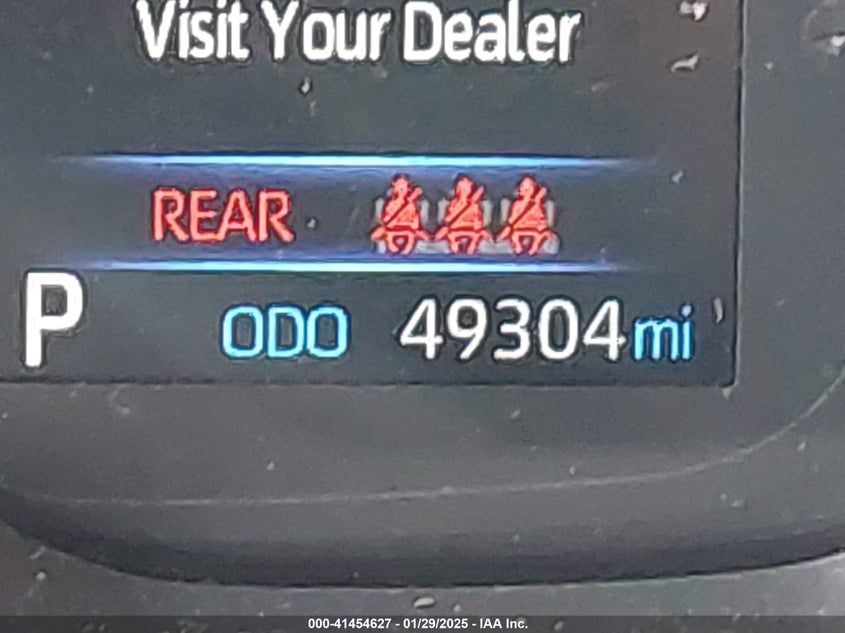 Visit Your Dealer
REAR
P ODO 49304mi
000-41454627 - 01/29/2025 - IAA Inc.